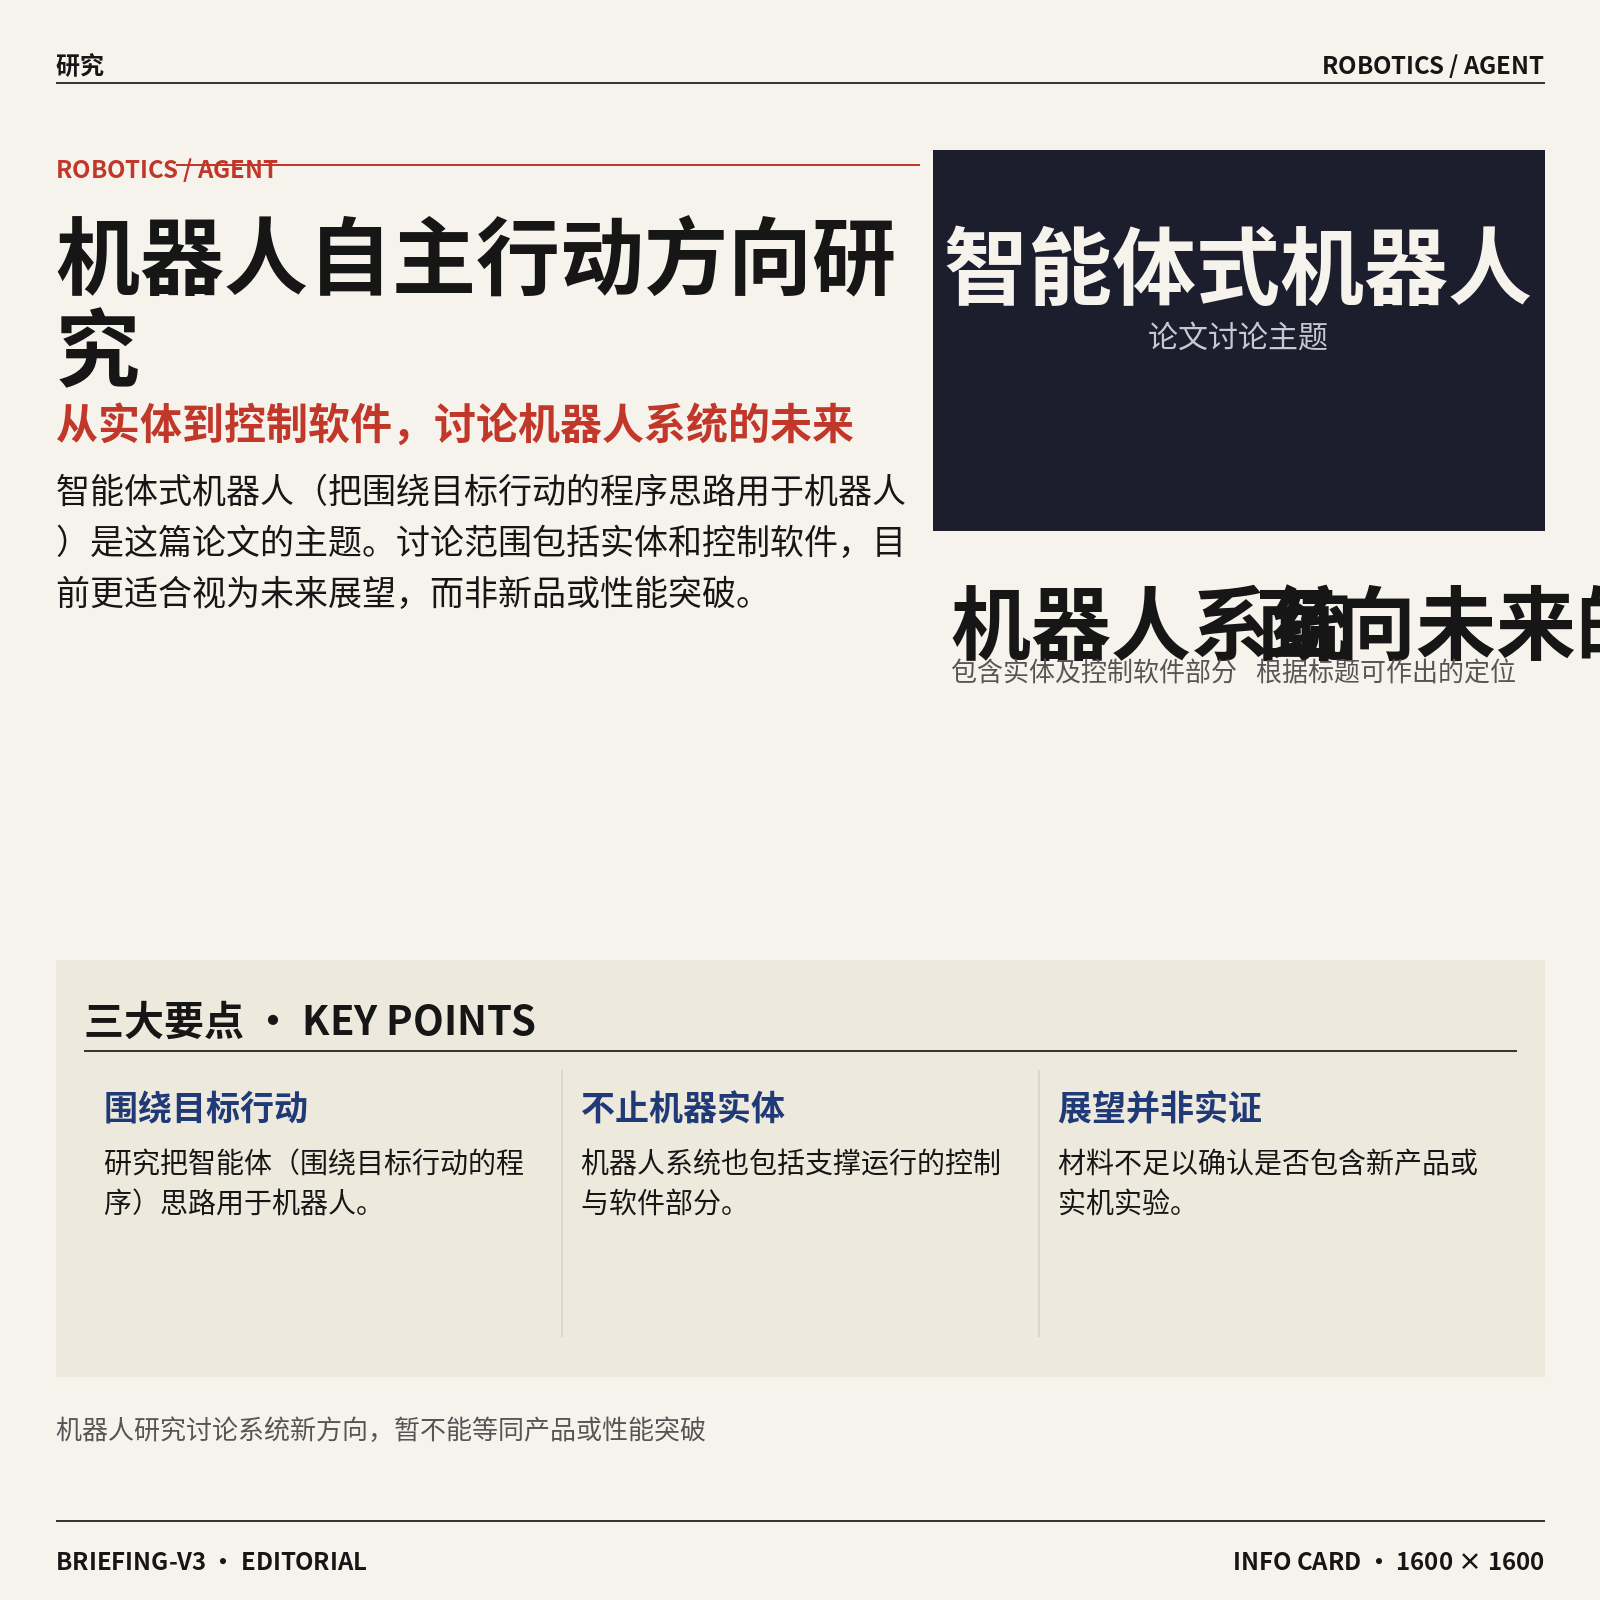 研究
ROBOTICS / AGENT
ROBOTICS / AGENT
机器人自主行动方向研
究
从实体到控制软件，讨论机器人系统的未来
智能体式机器人（把围绕目标行动的程序思路用于机器人
）是这篇论文的主题。讨论范围包括实体和控制软件，目
前更适合视为未来展望，而非新品或性能突破。
智能体式机器人
论文讨论主题
机器人系统
包含实体及控制软件部分
面向未来的
根据标题可作出的定位
三大要点 • KEY POINTS
围绕目标行动
研究把智能体（围绕目标行动的程
序）思路用于机器人。
不止机器实体
机器人系统也包括支撑运行的控制
与软件部分。
展望并非实证
材料不足以确认是否包含新产品或
实机实验。
机器人研究讨论系统新方向，暂不能等同产品或性能突破
BRIEFING-V3 • EDITORIAL
INFO CARD • 1600 × 1600